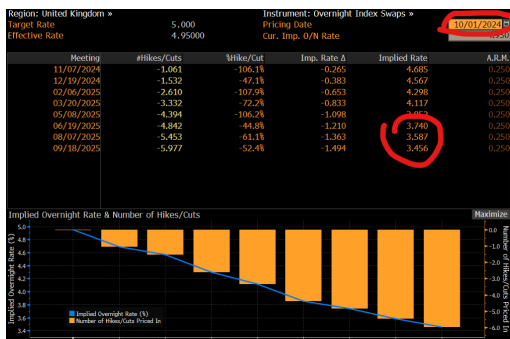 Region: United Kingdom » Instrument: Overnight Index Swaps »
Target Rate 5.000 Pricing Date 10/01/2024
Effective Rate 4.95000 Cur. Imp. O/N Rate 4.950
Meeting #Hikes/Cuts %Hike/Cut Imp. Rate Δ Implied Rate A.R.M.
11/07/2024 -1.061 -106.1% -0.265 4.685 0.250
12/19/2024 -1.532 -47.1% -0.383 4.567 0.250
02/06/2025 -2.610 -107.9% -0.653 4.298 0.250
03/20/2025 -3.332 -72.2% -0.833 4.117 0.250
05/08/2025 -4.394 -106.2% -1.098 0.250
06/19/2025 -4.842 -44.8% -1.210 3.740 0.250
08/07/2025 -5.453 -61.1% -1.363 3.587 0.250
09/18/2025 -5.977 -52.4% -1.494 3.456 0.250
Implied Overnight Rate & Number of Hikes/Cuts Maximize
Implied Overnight Rate (%)
5.0
4.8
4.6
4.4
4.2
4.0
3.8
3.6
3.4
Implied Overnight Rate (%)
Number of Hikes/Cuts Priced In
0.0
-1.0
-2.0
-3.0
-4.0
-5.0
-6.0
Number of Hikes/Cuts Priced In